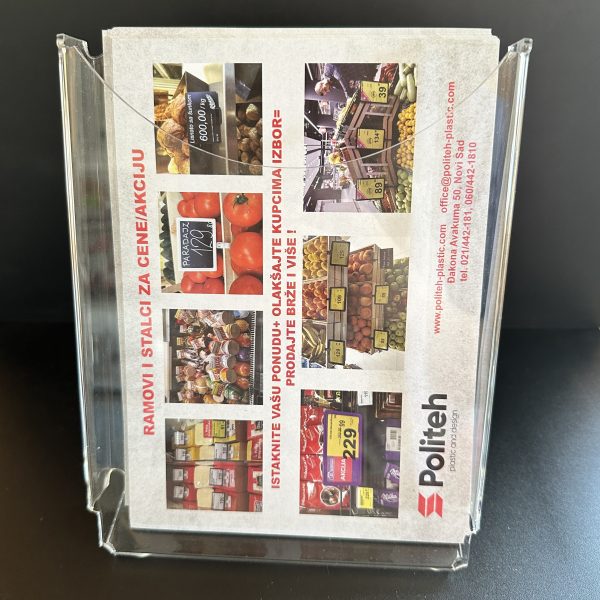 RAMOVI I STALCI ZA CENE/AKCIJU
600,00/kg
PARADAJZ
129
39
89
AKCIJA
229
ISTAKNITE VAŠU PONUDU+ OLAKŠAJTE KUPCIMA IZBOR=
PRODAJTE BRŽE I VIŠE !
Politeh
plastic and design
www.politeh-plastic.com office@politeh-plastic.com
Đakona Avakuma 50, Novi Sad
tel. 021/442-181, 060/442-1810